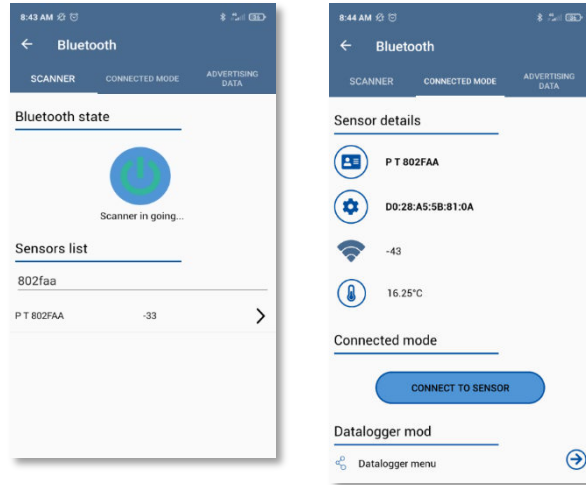 8:43 AM
Bluetooth
SCANNER CONNECTED MODE ADVERTISING DATA
Bluetooth state
Scanner in going...
Sensors list
802faa
P T 802FAA -33
8:44 AM
Bluetooth
SCANNER CONNECTED MODE ADVERTISING DATA
Sensor details
P T 802FAA
D0:28:A5:5B:81:0A
-43
16.25°C
Connected mode
CONNECT TO SENSOR
Datalogger mod
Datalogger menu